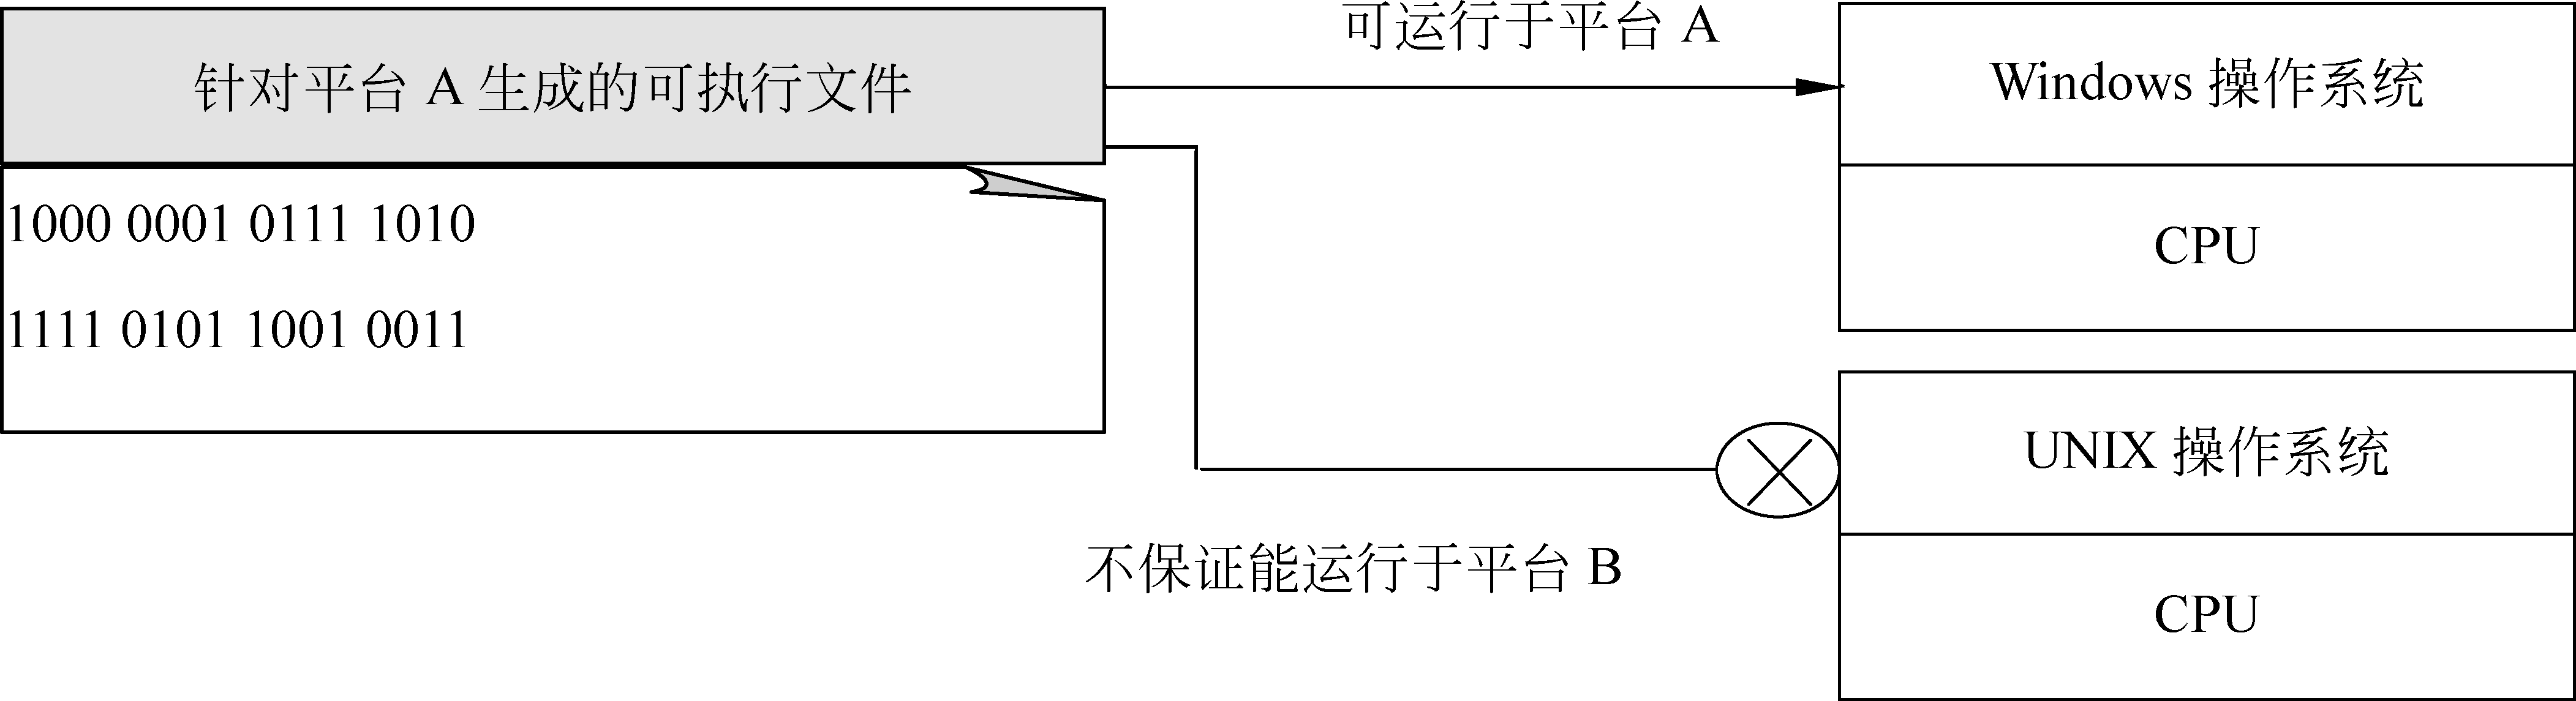 可运行于平台 A
针对平台 A 生成的可执行文件
Windows 操作系统
1000 0001 0111 1010
CPU
1111 0101 1001 0011
UNIX 操作系统
不保证能运行于平台 B
CPU